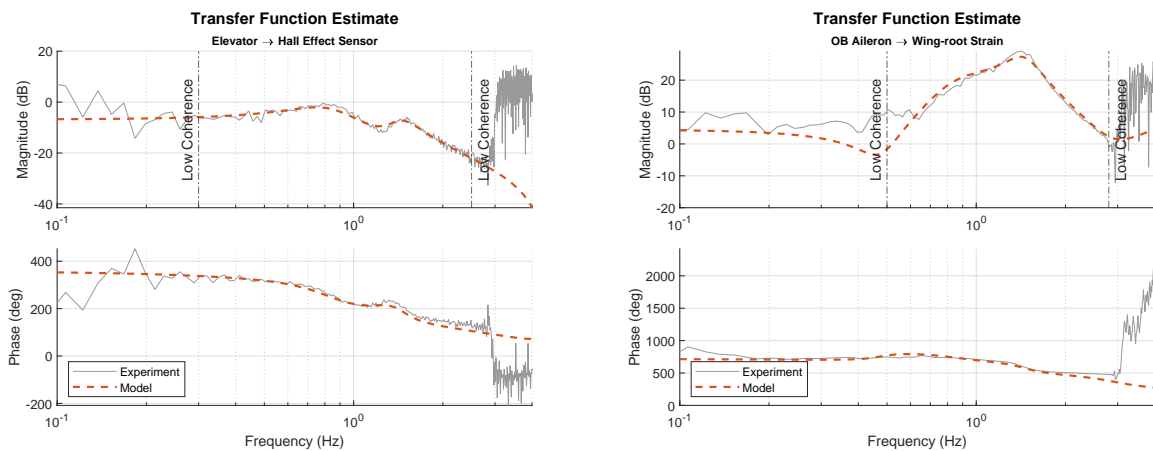 Transfer Function Estimate
Elevator → Hall Effect Sensor
Magnitude (dB)
20
0
-20
-40
Low Coherence
Low Coherence
10^-1
10^0
Phase (deg)
400
200
0
-200
Experiment
Model
10^-1
10^0
Frequency (Hz)
Transfer Function Estimate
OB Aileron → Wing-root Strain
Magnitude (dB)
20
10
0
-10
-20
Low Coherence
Low Coherence
10^-1
10^0
Phase (deg)
2000
1500
1000
500
0
Experiment
Model
10^-1
10^0
Frequency (Hz)